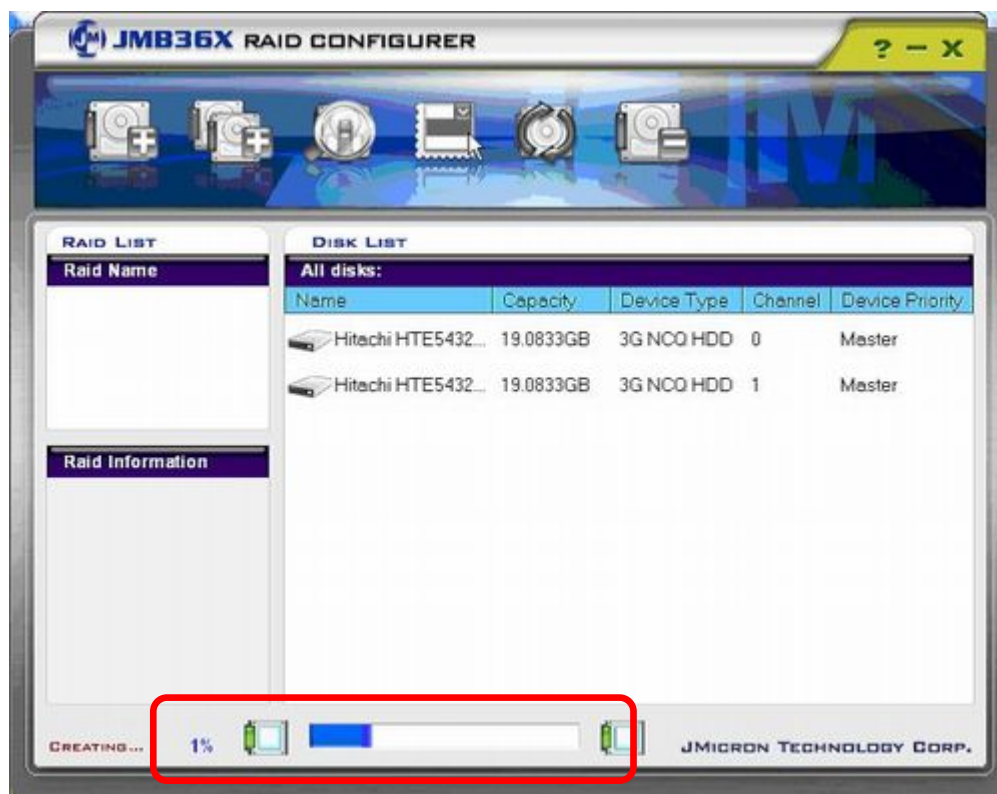 JM JMB36X RAID CONFIGURER
? – X
JM
RAID LIST
Raid Name
Raid Information
DISK LIST
All disks:
Name Capacity Device Type Channel Device Priority
Hitachi HTE5432... 19.0833GB 3G NCQ HDD 0 Master
Hitachi HTE5432... 19.0833GB 3G NCQ HDD 1 Master
CREATING... 1% JMICRON TECHNOLOGY CORP.